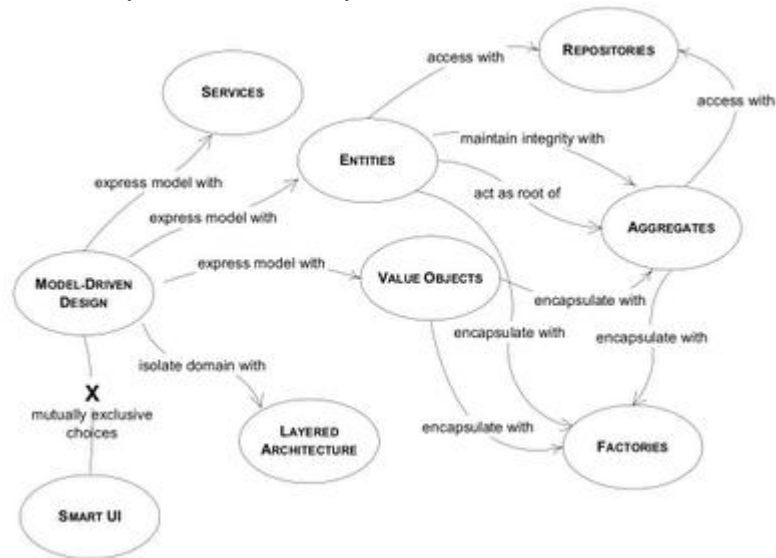 access with
REPOSITORIES
SERVICES
access with
maintain integrity with
ENTITIES
express model with
act as root of
express model with
AGGREGATES
express model with
VALUE OBJECTS
encapsulate with
MODEL-DRIVEN
DESIGN
encapsulate with
encapsulate with
isolate domain with
X
mutually exclusive
choices
encapsulate with
LAYERED
ARCHITECTURE
FACTORIES
SMART UI